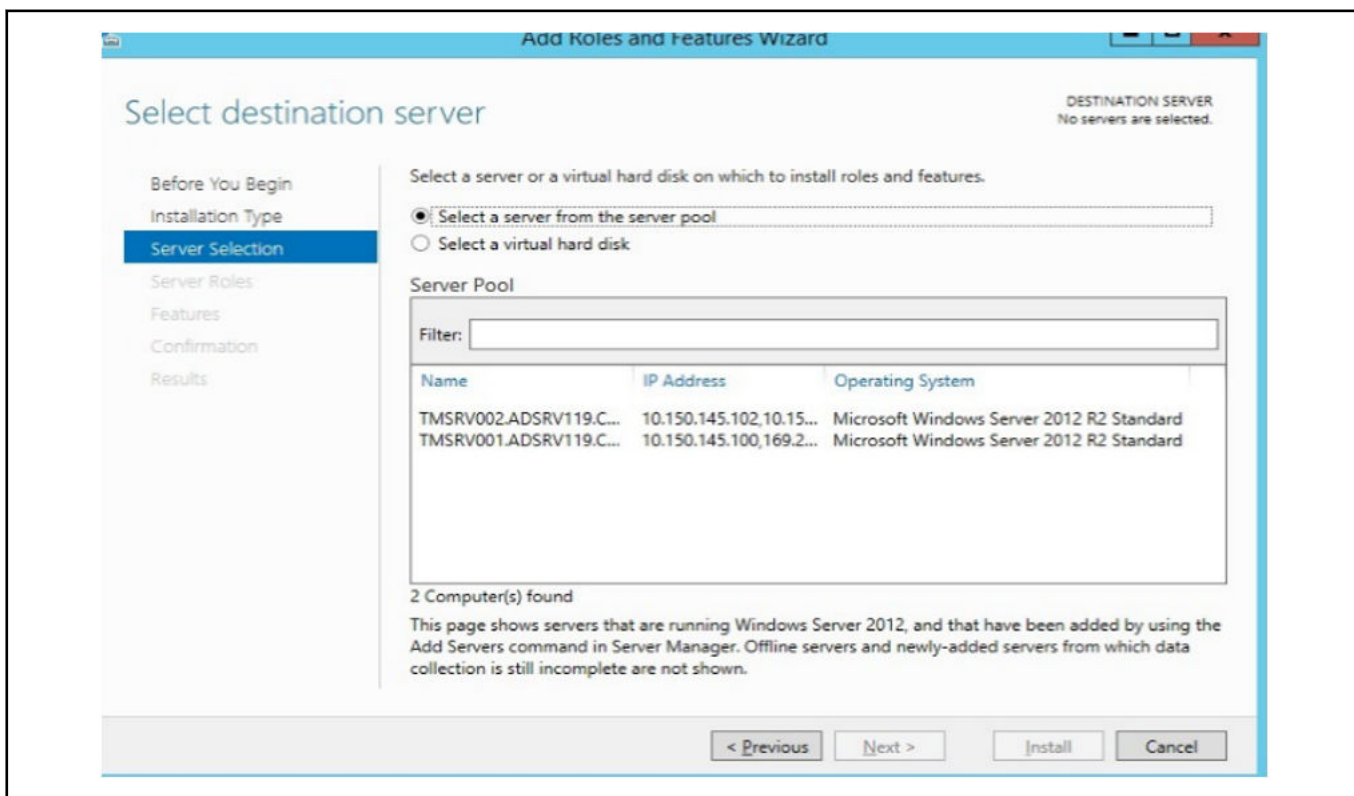 Add Roles and Features Wizard
Select destination server
DESTINATION SERVER
No servers are selected.
Before You Begin
Installation Type
Server Selection
Server Roles
Features
Confirmation
Results
Select a server or a virtual hard disk on which to install roles and features.
Select a server from the server pool
Select a virtual hard disk
Server Pool
Filter:
Name IP Address Operating System
TMSRV002.ADSRV119.C... 10.150.145.102,10.15... Microsoft Windows Server 2012 R2 Standard
TMSRV001.ADSRV119.C... 10.150.145.100,169.2... Microsoft Windows Server 2012 R2 Standard
2 Computer(s) found
This page shows servers that are running Windows Server 2012, and that have been added by using the
Add Servers command in Server Manager. Offline servers and newly-added servers from which data
collection is still incomplete are not shown.
< Previous Next > Install Cancel